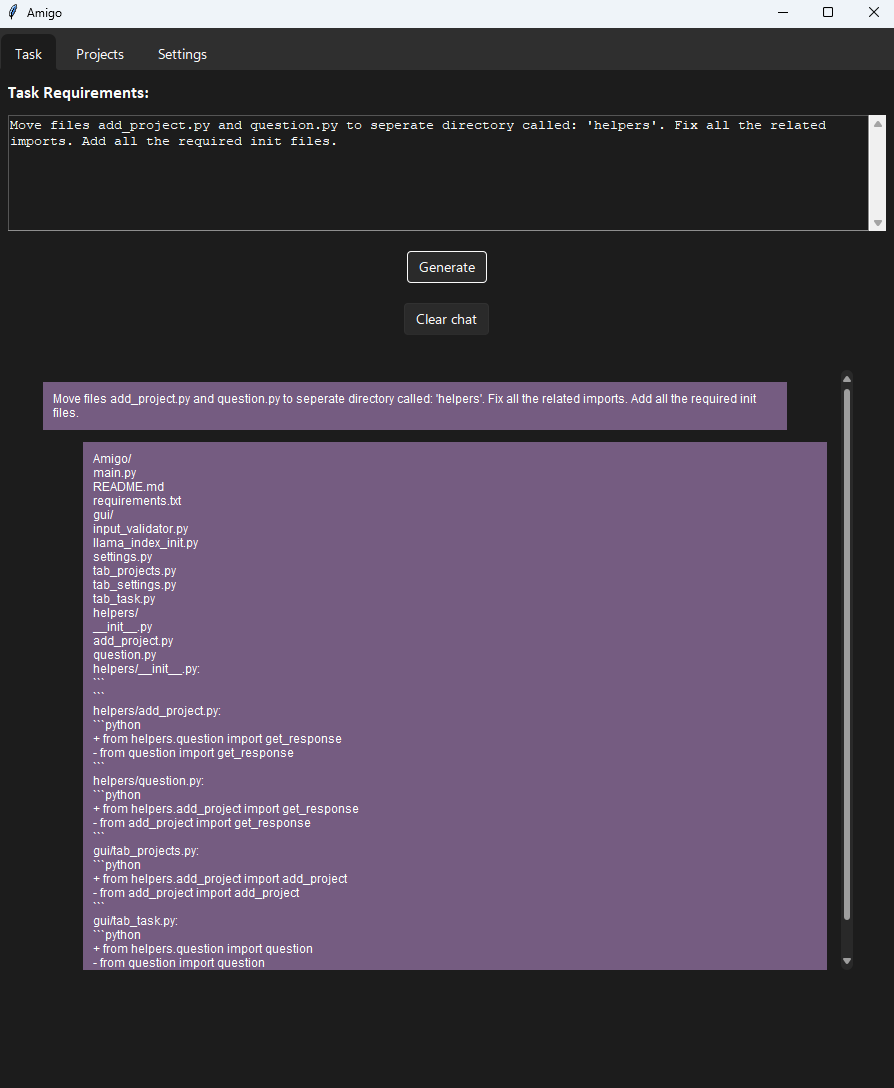 Amigo
Task Projects Settings
Task Requirements:
Move files add_project.py and question.py to seperate directory called: 'helpers'. Fix all the related
imports. Add all the required init files.
Generate
Clear chat
Move files add_project.py and question.py to seperate directory called: 'helpers'. Fix all the related imports. Add all the required init
files.
Amigo/
main.py
README.md
requirements.txt
gui/
input_validator.py
llama_index_init.py
settings.py
tab_projects.py
tab_settings.py
tab_task.py
helpers/
__init__.py
add_project.py
question.py
helpers/__init__.py:
```
```
helpers/add_project.py:
```python
+ from helpers.question import get_response
- from question import get_response
```
helpers/question.py:
```python
+ from helpers.add_project import get_response
- from add_project import get_response
```
gui/tab_projects.py:
```python
+ from helpers.add_project import add_project
- from add_project import add_project
```
gui/tab_task.py:
```python
+ from helpers.question import question
- from question import question